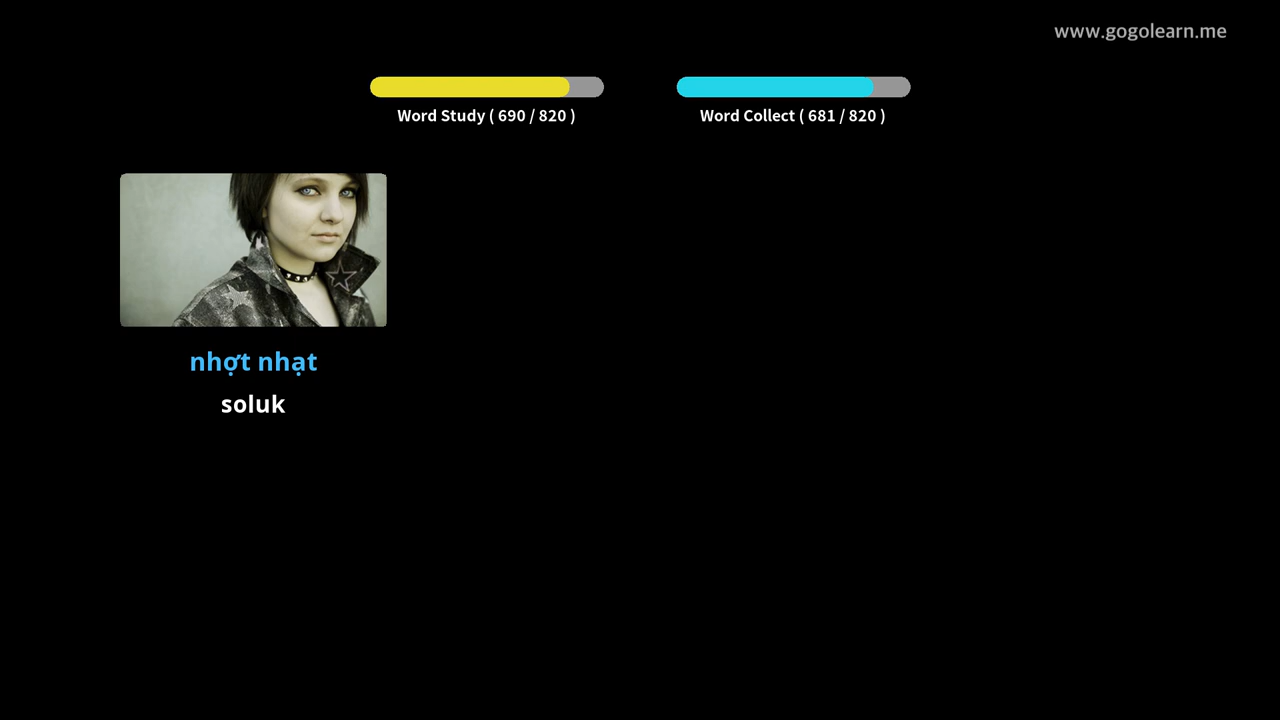 www.gogolearn.me
Word Study ( 690 / 820 )
Word Collect ( 681 / 820 )
nhợt nhạt
soluk